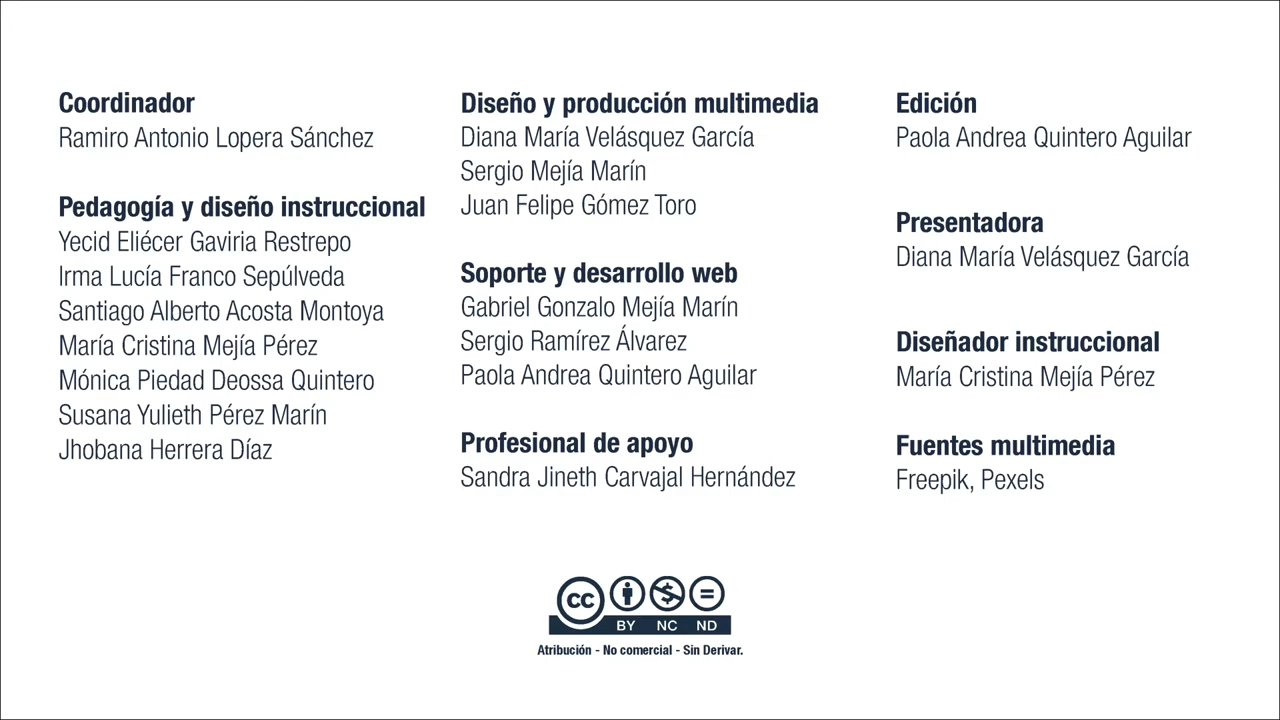 Coordinador
Ramiro Antonio Lopera Sánchez
Pedagogía y diseño instruccional
Yecid Eliécer Gaviria Restrepo
Irma Lucía Franco Sepúlveda
Santiago Alberto Acosta Montoya
María Cristina Mejía Pérez
Mónica Piedad Deossa Quintero
Susana Yulieth Pérez Marín
Jhobana Herrera Díaz
Diseño y producción multimedia
Diana María Velásquez García
Sergio Mejía Marín
Juan Felipe Gómez Toro
Soporte y desarrollo web
Gabriel Gonzalo Mejía Marín
Sergio Ramírez Álvarez
Paola Andrea Quintero Aguilar
Profesional de apoyo
Sandra Jineth Carvajal Hernández
Edición
Paola Andrea Quintero Aguilar
Presentadora
Diana María Velásquez García
Diseñador instruccional
María Cristina Mejía Pérez
Fuentes multimedia
Freepik, Pexels
cc
BY NC ND
Atribución - No comercial - Sin Derivar.